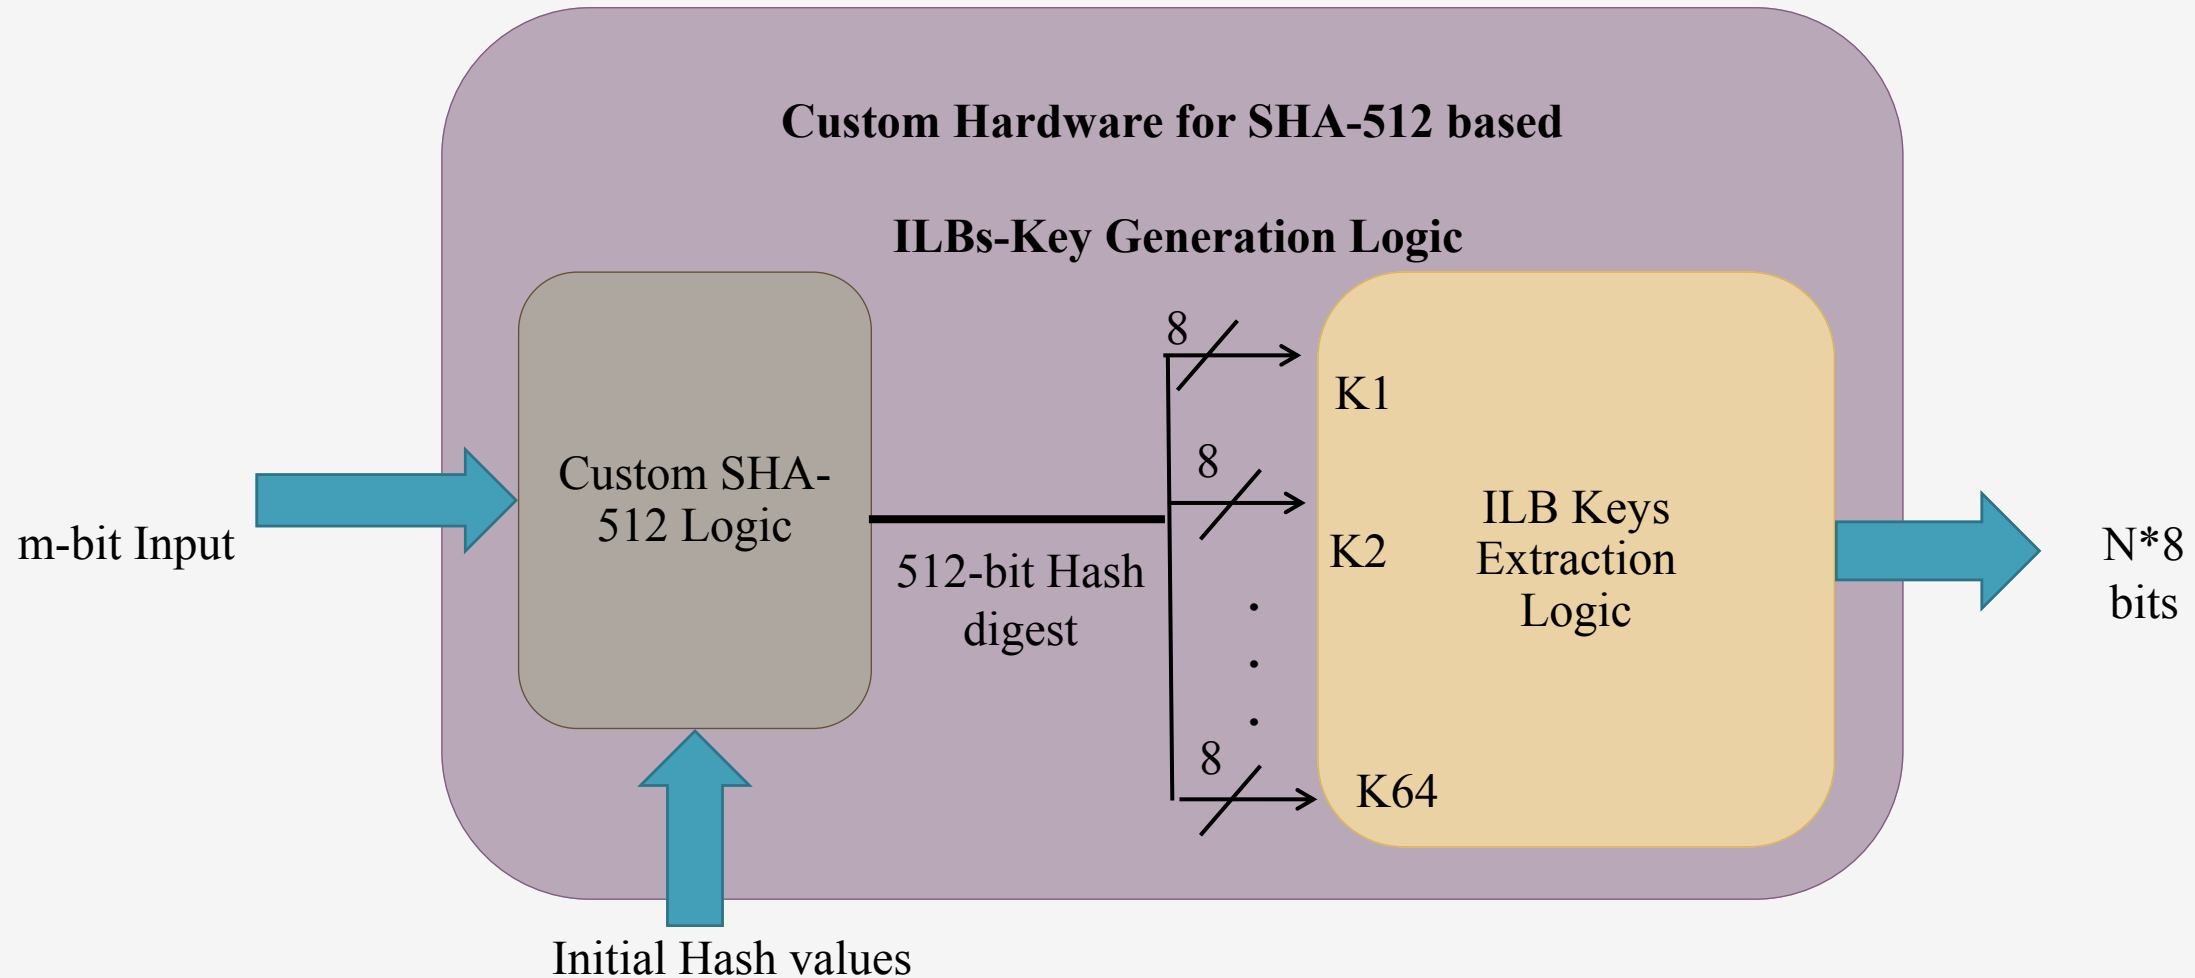 Custom Hardware for SHA-512 based
ILBs-Key Generation Logic
m-bit Input
Custom SHA-
512 Logic
Initial Hash values
512-bit Hash
digest
8
K1
8
K2
.
.
.
8
K64
ILB Keys
Extraction
Logic
N*8
bits